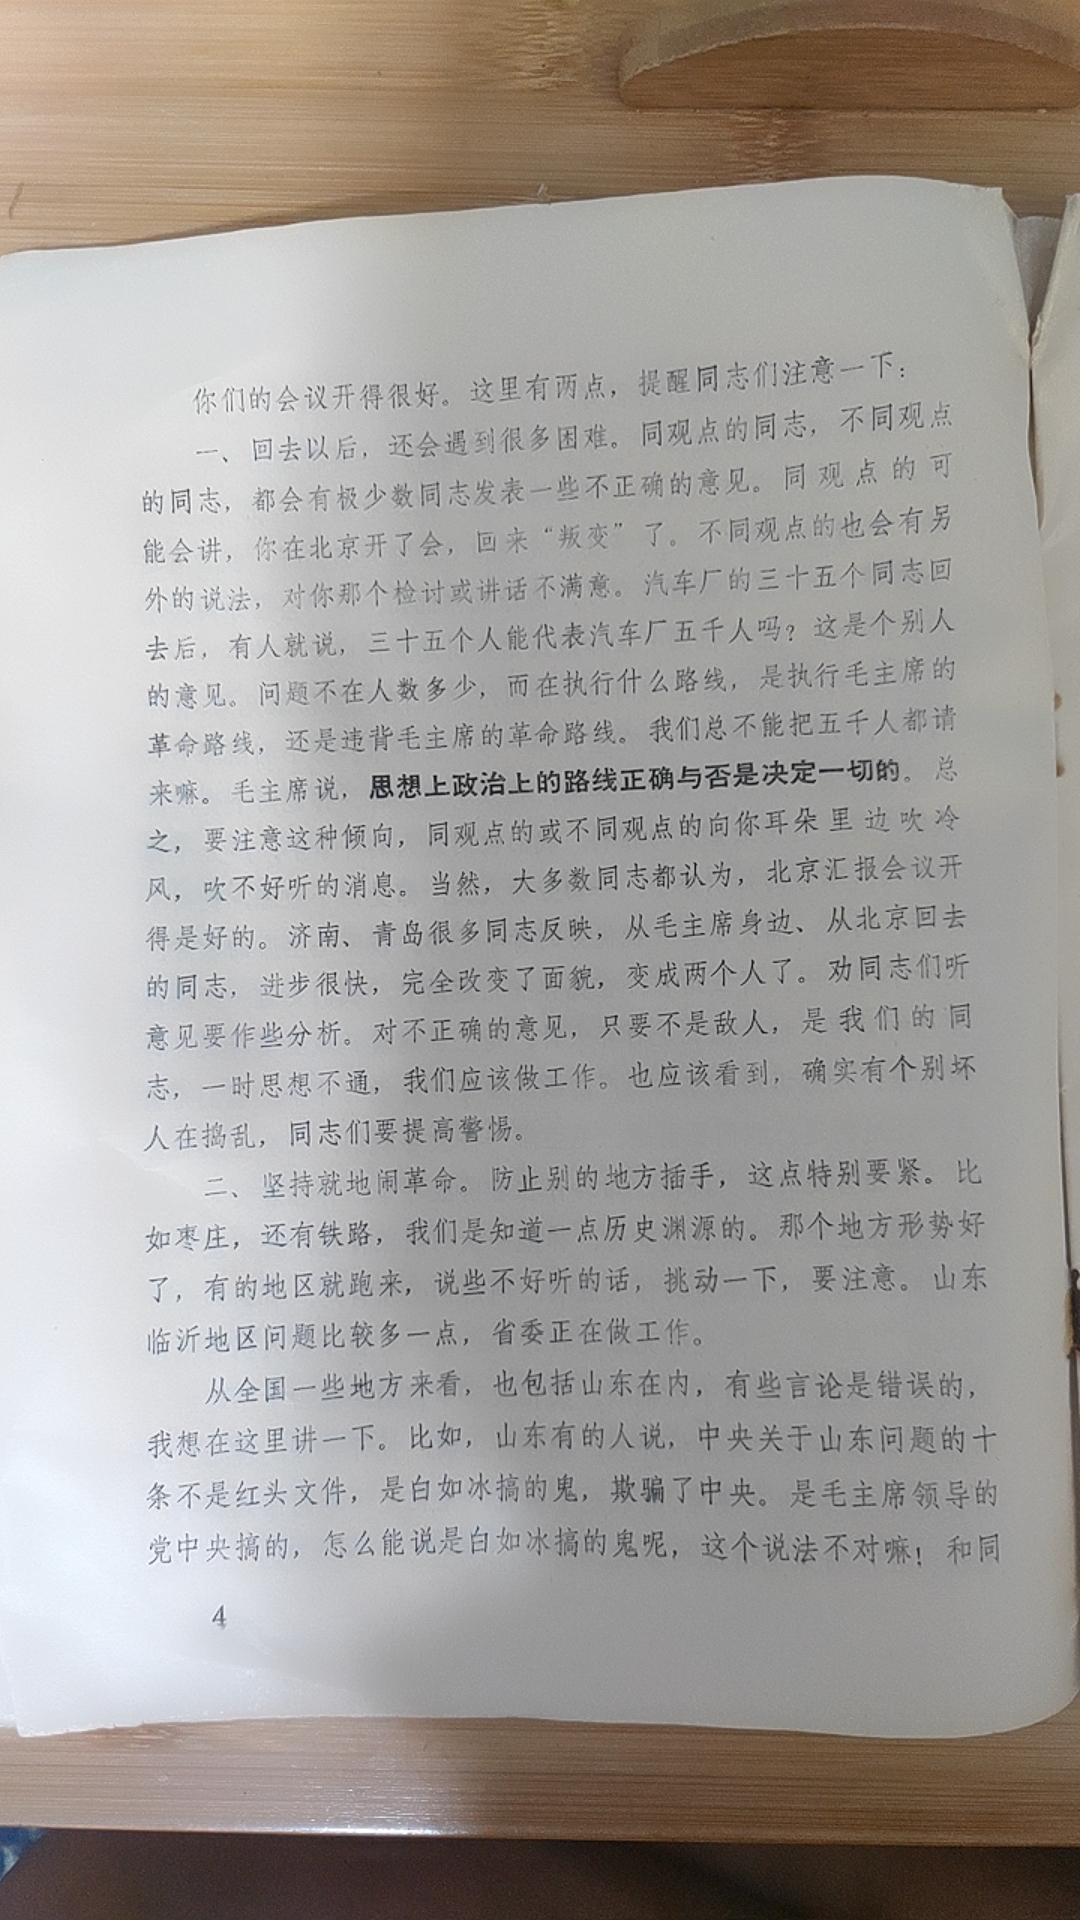 你们的会议开得很好。这里有两点，提醒同志们注意一下：
一、回去以后，还会遇到很多困难。同观点的同志，不同观点
的同志，都会有极少数同志发表一些不正确的意见。同观点的可
能会讲，你在北京开了会，回来“叛变”了。不同观点的也会有另
外的说法，对你那个检讨或讲话不满意。汽车厂的三十五个同志回
去后，有人就说，三十五个人能代表汽车厂五千人吗？这是个别人
的意见。问题不在人数多少，而在执行什么路线，是执行毛主席的
革命路线，还是违背毛主席的革命路线。我们总不能把五千人都请
来嘛。毛主席说，思想上政治上的路线正确与否是决定一切的。总
之，要注意这种倾向，同观点的或不同观点的向你耳朵里边吹冷
风，吹不好听的消息。当然，大多数同志都认为，北京汇报会议开
得是好的。济南、青岛很多同志反映，从毛主席身边、从北京回去
的同志，进步很快，完全改变了面貌，变成两个人了。劝同志们听
意见要作些分析。对不正确的意见，只要不是敌人，是我们的同
志，一时思想不通，我们应该做工作。也应该看到，确实有个别坏
人在捣乱，同志们要提高警惕。
二、坚持就地闹革命。防止别的地方插手，这点特别要紧。比
如枣庄，还有铁路，我们是知道一点历史渊源的。那个地方形势好
了，有的地区就跑来，说些不好听的话，挑动一下，要注意。山东
临沂地区问题比较多一点，省委正在做工作。
从全国一些地方来看，也包括山东在内，有些言论是错误的，
我想在这里讲一下。比如，山东有的人说，中央关于山东问题的十
条不是红头文件，是白如冰搞的鬼，欺骗了中央。是毛主席领导的
党中央搞的，怎么能说是白如冰搞的鬼呢，这个说法不对嘛！和同
4